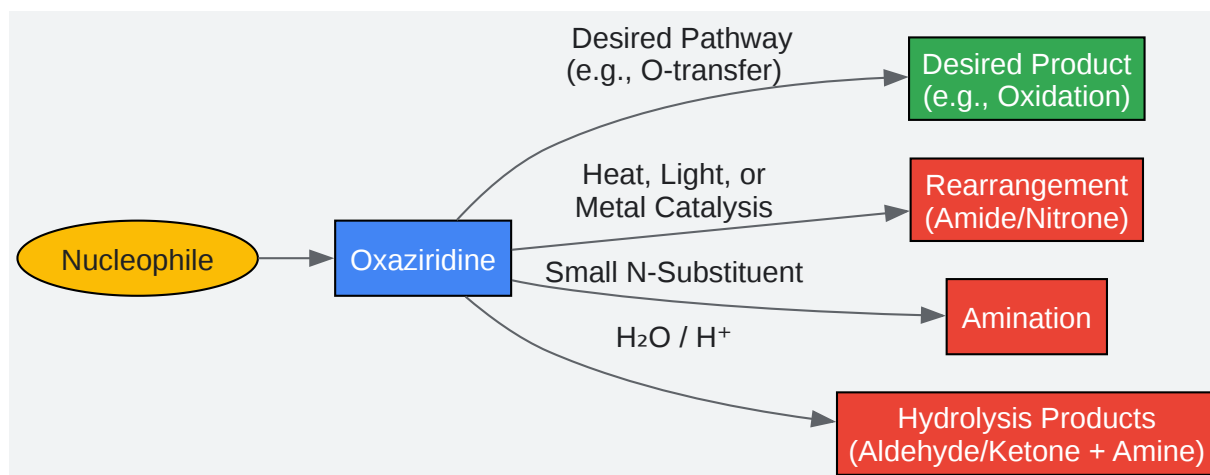 Desired Pathway
(e.g., O-transfer)
Desired Product
(e.g., Oxidation)
Heat, Light, or
Metal Catalysis
Rearrangement
(Amide/Nitrone)
Nucleophile
Oxaziridine
Small N-Substituent
Amination
H₂O / H⁺
Hydrolysis Products
(Aldehyde/Ketone + Amine)